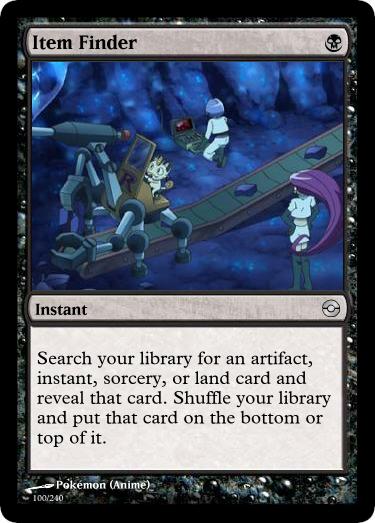 Item Finder
Instant
Search your library for an artifact,
instant, sorcery, or land card and
reveal that card. Shuffle your library
and put that card on the bottom or
top of it.
Pokémon (Anime)
100/240